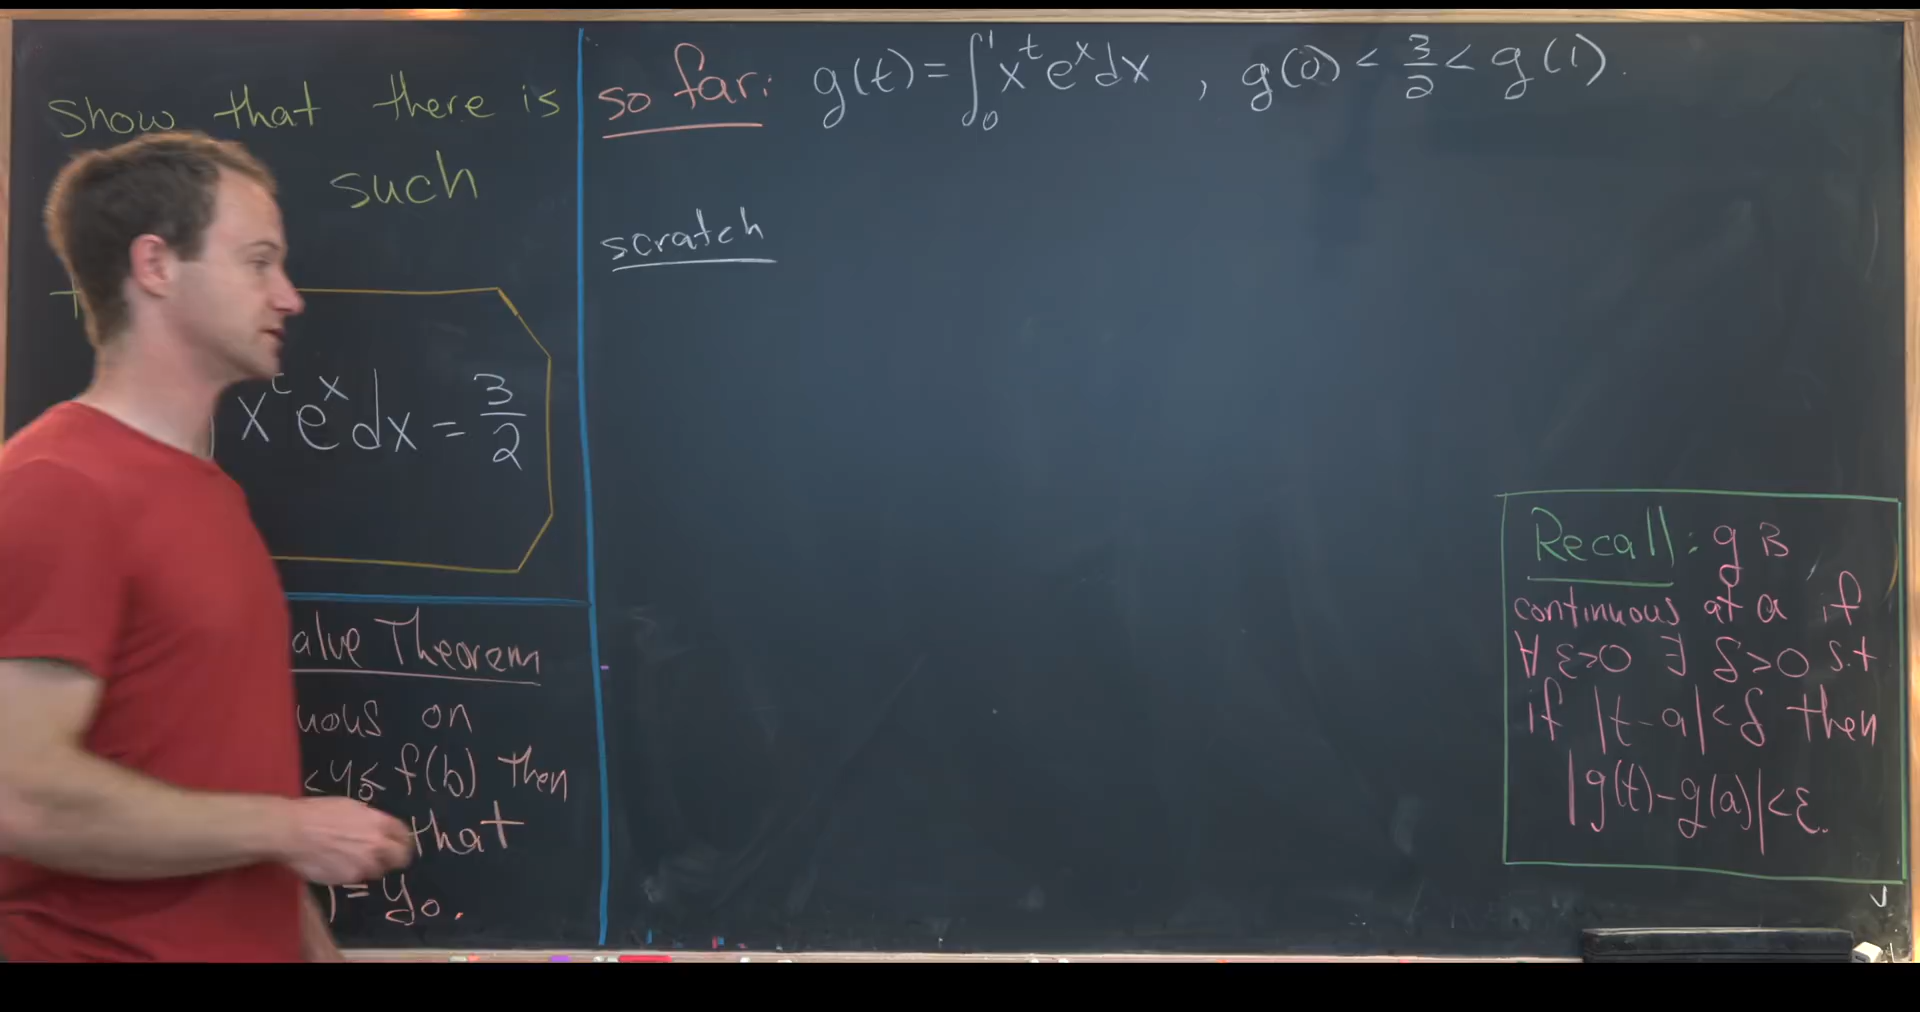 Show that there is
such
x^t e^x dx = 3/2
alue Theorem
uous on
< y₀ < f(b) then
that
) = y₀.
so far: g(t) = ∫₀¹ x^t e^x dx , g(0) < 3/2 < g(1).
scratch
Recall: g is
continuous at a if
∀ ε>0 ∃ δ>0 s.t
if |t-a|<δ then
|g(t)-g(a)|<ε.